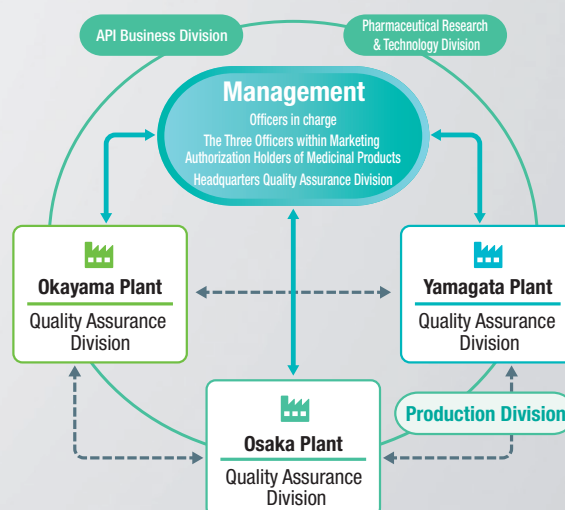 API Business Division
Pharmaceutical Research
& Technology Division
Management
Officers in charge
The Three Officers within Marketing
Authorization Holders of Medicinal Products
Headquarters Quality Assurance Division
Okayama Plant
Quality Assurance
Division
Yamagata Plant
Quality Assurance
Division
Production Division
Osaka Plant
Quality Assurance
Division